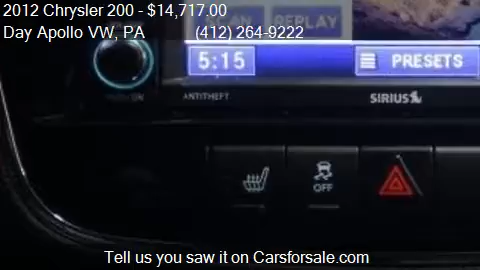 2012 Chrysler 200 - $14,717.00
Day Apollo VW, PA (412) 264-9222
REPLAY
5:15
PRESETS
ANTITHEFT
SIRIUS
OFF
Tell us you saw it on Carsforsale.com